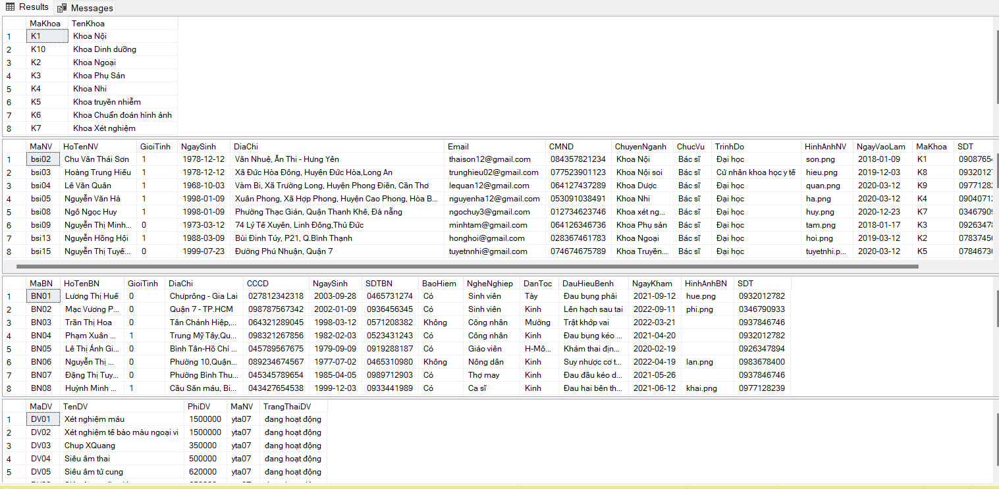 Results Messages
MaKhoa TenKhoa
1 K1 Khoa Nội
2 K10 Khoa Dinh dưỡng
3 K2 Khoa Ngoại
4 K3 Khoa Phụ Sản
5 K4 Khoa Nhi
6 K5 Khoa truyền nhiễm
7 K6 Khoa Chuẩn đoán hình ảnh
8 K7 Khoa Xét nghiệm
MaNV HoTenNV GioiTinh NgaySinh DiaChi Email CMND ChuyenNganh ChucVu TrinhDo HinhAnhNV NgayVaoLam MaKhoa SDT
1 bsi02 Chu Văn Thái Sơn 1 1978-12-12 Văn Nhuệ, Ân Thi - Hưng Yên thaison12@gmail.com 084357821234 Khoa Nội Bác sĩ Đại học son.png 2018-01-09 K1 0908765
2 bsi03 Hoàng Trung Hiếu 1 1978-12-12 Xã Đức Hòa Đông, Huyện Đức Hòa,Long An trunghieu02@gmail.com 077523901123 Khoa Nội soi Bác sĩ Cử nhân khoa học y tế hieu.png 2019-12-03 K8 0932012
3 bsi04 Lê Văn Quân 1 1968-10-03 Vàm Bi, Xã Trường Long, Huyện Phong Điền, Cần Thơ lequan12@gmail.com 064127437289 Khoa Dược Bác sĩ Đại học quan.png 2020-03-12 K9 0977128
4 bsi05 Nguyễn Văn Hà 1 1998-01-09 Xuân Phong, Xã Hợp Phong, Huyện Cao Phong, Hòa B... nguyenha12@gmail.com 053091038491 Khoa Nhi Bác sĩ Đại học ha.png 2020-03-12 K4 0904071
5 bsi08 Ngô Ngọc Huy 1 1998-01-09 Phường Thạc Gián, Quận Thanh Khê, Đà nẵng ngochuy3@gmail.com 012734623746 Khoa xét ng... Bác sĩ Đại học huy.png 2020-12-23 K7 0346790
6 bsi09 Nguyễn Thị Minh... 0 1973-03-12 74 Lý Tế Xuyên, Linh Đông,Thủ Đức minhtam@gmail.com 064126346736 Khoa Phụ sản Bác sĩ Đại học tam.png 2018-01-17 K3 0926347
7 bsi13 Nguyễn Hồng Hội 1 1988-03-09 Bùi Đình Túy, P21, Q.Bình Thạnh honghoi@gmail.com 028367461783 Khoa Ngoại Bác sĩ Đại học hoi.png 2019-03-12 K2 0783745
8 bsi15 Nguyễn Thị Tuyế... 0 1999-07-23 Đường Phú Nhuận, Quận 7 tuyetnnhi@gmail.com 074674675789 Khoa Truyền... Bác sĩ Đại học tuyetnhi.p... 2020-03-12 K5 0784673
MaBN HoTenBN GioiTinh DiaChi CCCD NgaySinh SDTBN BaoHiem NgheNghiep DanToc DauHieuBenh NgayKham HinhAnhBN SDT
1 BN01 Lương Thị Huế 0 Chưprông - Gia Lai 027812342318 2003-09-28 0465731274 Có Sinh viên Tày Đau bụng phải 2021-09-12 hue.png 0932012782
2 BN02 Mạc Vương P... 0 Quận 7 - TP.HCM 098787567342 2002-01-09 0936456345 Có Sinh viên Kinh Lên hạch sau tai 2022-09-11 phi.png 0346790933
3 BN03 Trần Thị Hoa 0 Tân Chánh Hiệp,... 064321289045 1998-03-12 0571208382 Không Công nhân Mường Trật khớp vai 2022-03-21 0937846746
4 BN04 Phạm Xuân ... 1 Trung Mỹ Tây,Qu... 098321267856 1982-02-03 0523431243 Có Công nhân Kinh Đau bụng kéo ... 2021-04-20 0932012782
5 BN05 Lê Thị Ánh Gi... 0 Bình Tân-Hồ Chí ... 045789567675 1979-09-09 0919288187 Có Giáo viên H-Mô... Khám thai địn... 2020-02-19 0926347894
6 BN06 Nguyễn Thị ... 0 Phường 10,Quận... 089234674567 1977-07-02 0465310980 Không Nông dân Kinh Suy nhược cơ t... 2022-04-19 lan.png 0983678400
7 BN07 Đặng Thị Tuy... 0 Phường Bình Thu... 045345789654 1985-04-05 0989712903 Có Thợ may Kinh Đau đầu kéo d... 2021-05-26 0937846746
8 BN08 Huỳnh Minh ... 1 Cầu Săn máu, Bi... 043427654538 1999-12-03 0933441989 Có Ca sĩ Kinh Đau hai bên th... 2021-06-12 khai.png 0977128239
MaDV TenDV PhiDV MaNV TrangThaiDV
1 DV01 Xét nghiệm máu 1500000 yta07 đang hoạt động
2 DV02 Xét nghiệm tế bào màu ngoại vi 1500000 yta07 đang hoạt động
3 DV03 Chup XQuang 350000 yta07 đang hoạt động
4 DV04 Siêu âm thai 500000 yta07 đang hoạt động
5 DV05 Siêu âm tử cung 620000 yta07 đang hoạt động